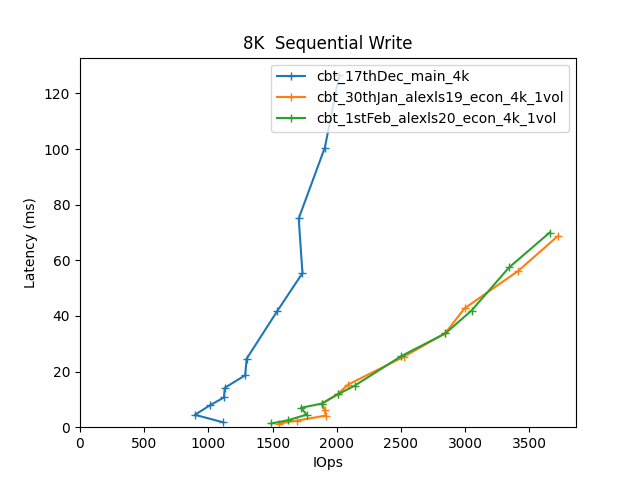 8K  Sequential Write
cbt_17thDec_main_4k
cbt_30thJan_alexls19_econ_4k_1vol
cbt_1stFeb_alexls20_econ_4k_1vol
Latency (ms)
120
100
80
60
40
20
0
0 500 1000 1500 2000 2500 3000 3500
IOps